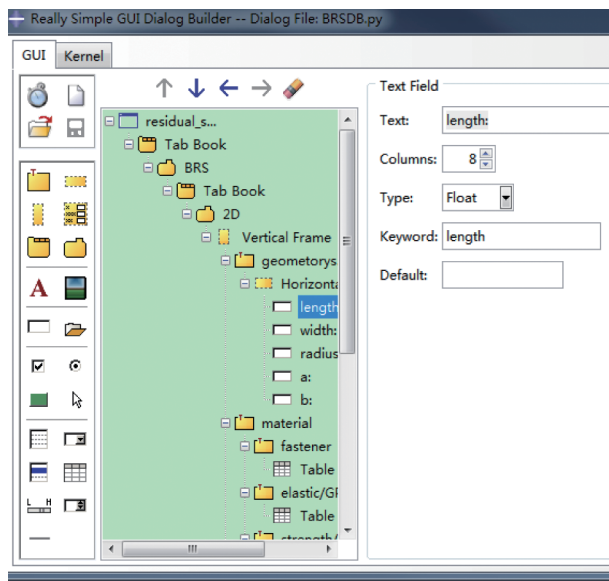 Really Simple GUI Dialog Builder -- Dialog File: BRSDB.py
GUI Kernel
residual_s...
Tab Book
BRS
Tab Book
2D
Vertical Frame
geometorys
Horizonta
length
width:
radius
a:
b:
material
fastener
Table
elastic/GP
Table
strength/
Text Field
Text: length:
Columns: 8
Type: Float
Keyword: length
Default:
A
L H